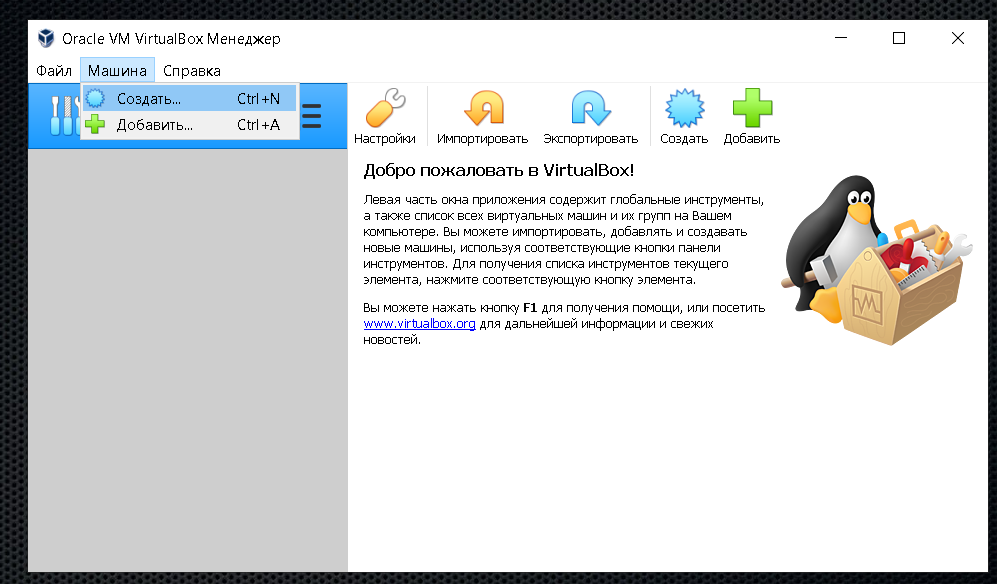 Oracle VM VirtualBox Менеджер
Файл Машина Справка
Создать... Ctrl+N
Добавить... Ctrl+A
Настройки Импортировать Экспортировать Создать Добавить
Добро пожаловать в VirtualBox!
Левая часть окна приложения содержит глобальные инструменты,
а также список всех виртуальных машин и их групп на Вашем
компьютере. Вы можете импортировать, добавлять и создавать
новые машины, используя соответствующие кнопки панели
инструментов. Для получения списка инструментов текущего
элемента, нажмите соответствующую кнопку элемента.
Вы можете нажать кнопку F1 для получения помощи, или посетить
www.virtualbox.org для дальнейшей информации и свежих
новостей.